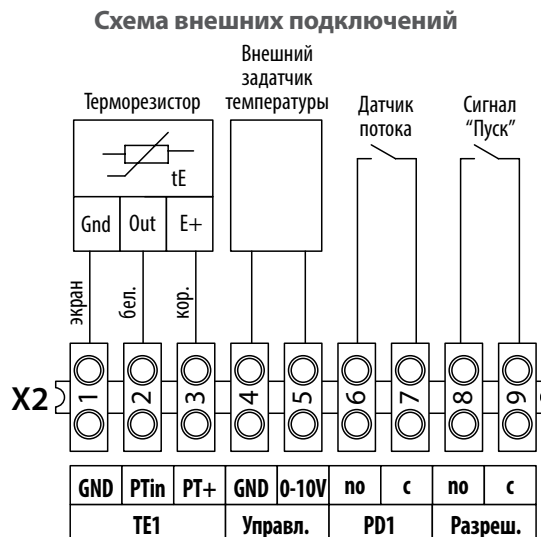 Схема внешних подключений
Терморезистор
Внешний
задатчик
температуры
Датчик
потока
Сигнал
“Пуск”
tE
Gnd Out E+
экран бел. кор.
X2 1 2 3 4 5 6 7 8 9
GND PTin PT+ GND 0-10V no c no c
TE1 Управл. PD1 Разреш.